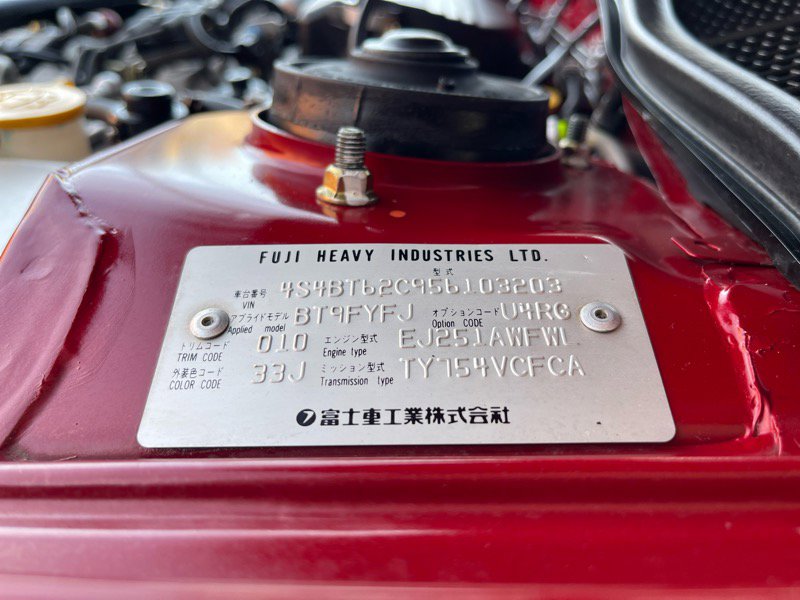 FUJI HEAVY INDUSTRIES LTD.
型式
車台番号 4S4BT62C956103203
VIN
アプライドモデル BT9FYFJ オプションコード U4RG
Applied model Option CODE
トリムコード 010 エンジン型式 EJ251AWFWL
TRIM CODE Engine type
外装色コード 33J ミッション型式 TY754VCFCA
COLOR CODE Transmission type
富士重工業株式会社